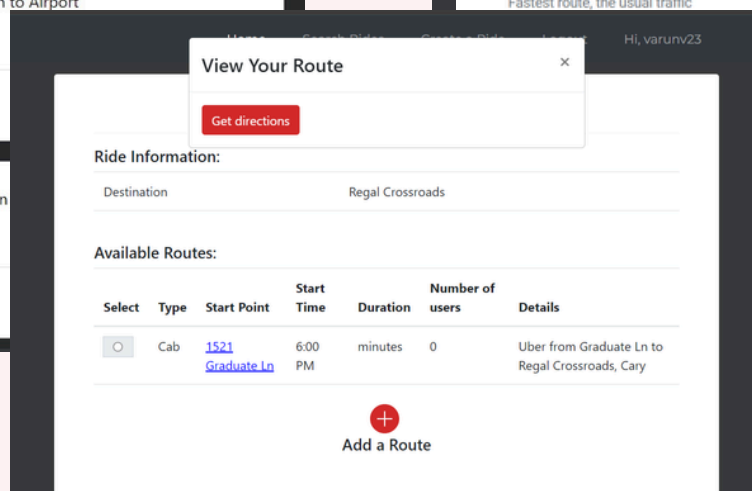 to Airport
Fastest route, the usual traffic
Home Search Rides Create a Ride Logout Hi, varunv23
View Your Route ×
Get directions
Ride Information:
Destination Regal Crossroads
Available Routes:
Select Type Start Point Start Time Duration Number of users Details
Cab 1521 Graduate Ln 6:00 PM minutes 0 Uber from Graduate Ln to Regal Crossroads, Cary
Add a Route